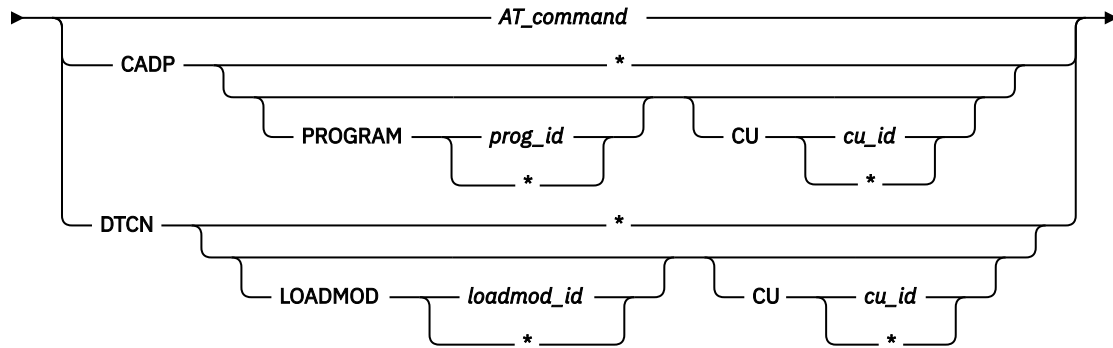 AT_command
CADP *
PROGRAM prog_id CU cu_id
* *
DTCN *
LOADMOD loadmod_id CU cu_id
* *